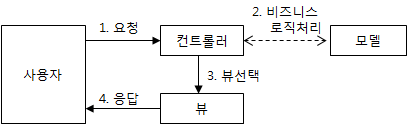 1. 요청
2. 비즈니스
로직처리
사용자
컨트롤러
모델
3. 뷰선택
4. 응답
뷰